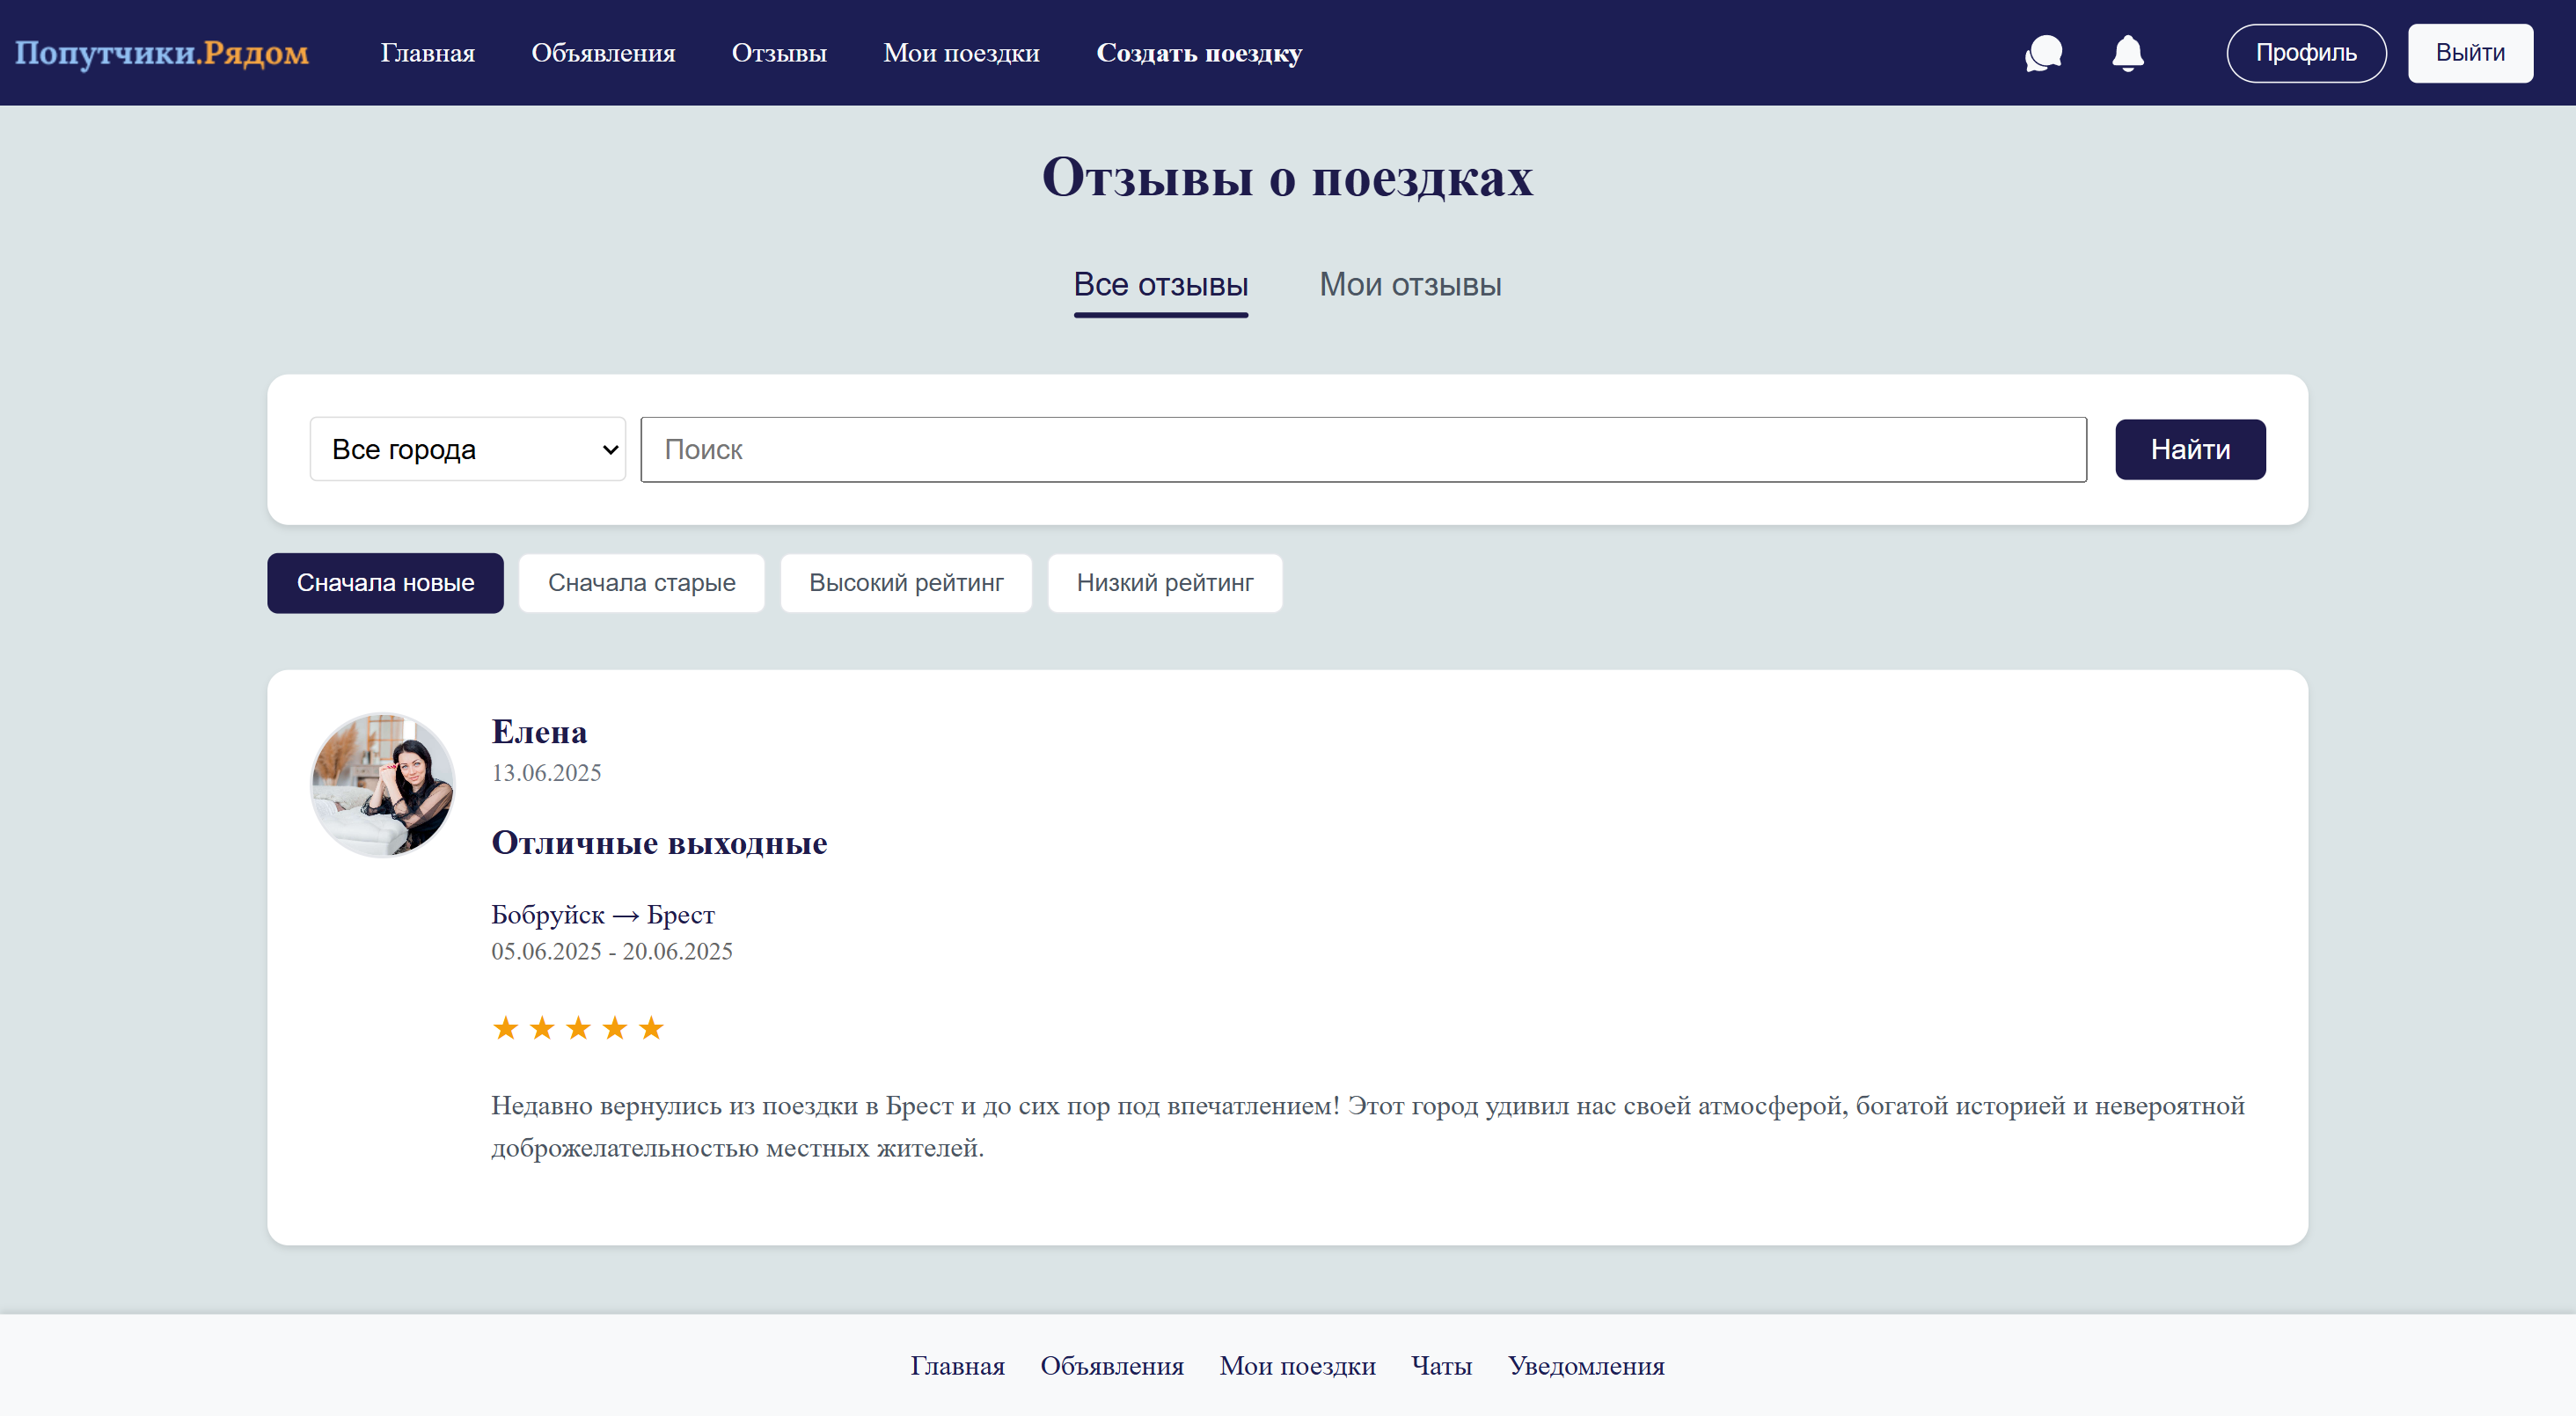 Попутчики.Рядом
Главная
Объявления
Отзывы
Мои поездки
Создать поездку
Профиль
Выйти
Отзывы о поездках
Все отзывы
Мои отзывы
Все города
Поиск
Найти
Сначала новые
Сначала старые
Высокий рейтинг
Низкий рейтинг
Елена
13.06.2025
Отличные выходные
Бобруйск → Брест
05.06.2025 - 20.06.2025
Недавно вернулись из поездки в Брест и до сих пор под впечатлением! Этот город удивил нас своей атмосферой, богатой историей и невероятной
доброжелательностью местных жителей.
Главная
Объявления
Мои поездки
Чаты
Уведомления